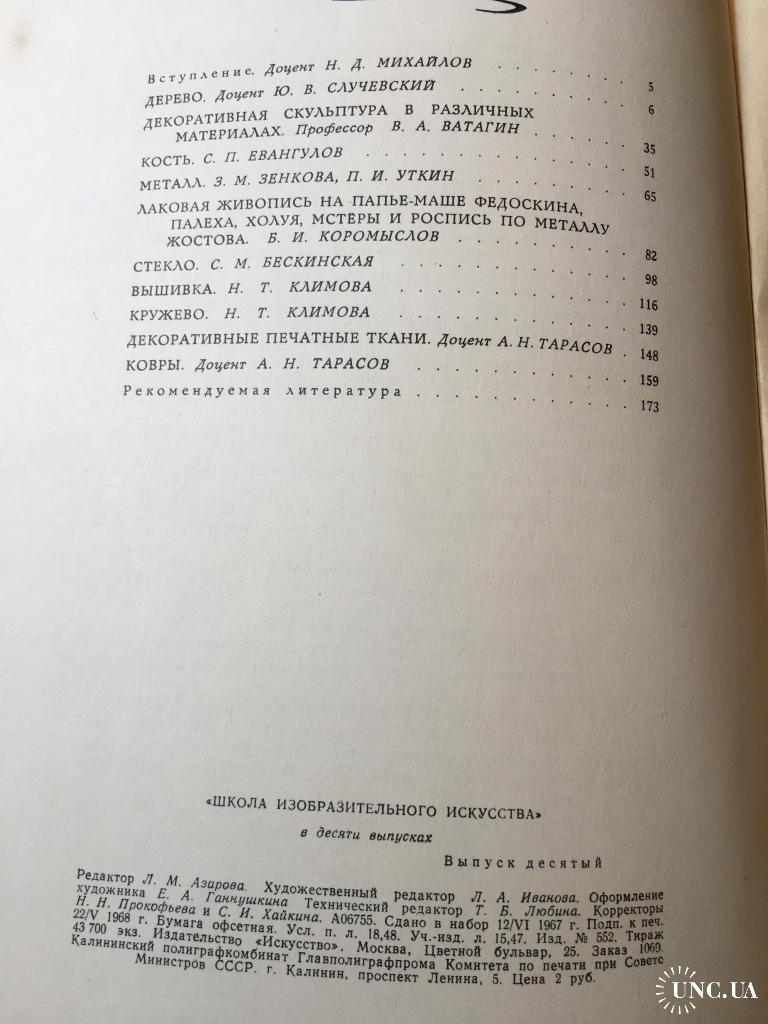 Вступление. Доцент Н. Д. МИХАЙЛОВ . . . . . . . . 5
ДЕРЕВО. Доцент Ю. В. СЛУЧЕВСКИЙ . . . . . . . . 6
ДЕКОРАТИВНАЯ СКУЛЬПТУРА В РАЗЛИЧНЫХ
МАТЕРИАЛАХ. Профессор В. А. ВАТАГИН . . . . . . 35
КОСТЬ. С. П. ЕВАНГУЛОВ . . . . . . . . . . . . . 51
МЕТАЛЛ. З. М. ЗЕНКОВА, П. И. УТКИН . . . . . . . . 65
ЛАКОВАЯ ЖИВОПИСЬ НА ПАПЬЕ-МАШЕ ФЕДОСКИНА,
ПАЛЕХА, ХОЛУЯ, МСТЁРЫ И РОСПИСЬ ПО МЕТАЛЛУ
ЖОСТОВА. Б. И. КОРОМЫСЛОВ . . . . . . . . . 82
СТЕКЛО. С. М. БЕСКИНСКАЯ . . . . . . . . . . . 98
ВЫШИВКА. Н. Т. КЛИМОВА . . . . . . . . . . . . 116
КРУЖЕВО. Н. Т. КЛИМОВА . . . . . . . . . . . . 139
ДЕКОРАТИВНЫЕ ПЕЧАТНЫЕ ТКАНИ. Доцент А. Н. ТАРАСОВ . 148
КОВРЫ. Доцент А. Н. ТАРАСОВ . . . . . . . . . . 159
Рекомендуемая литература . . . . . . . . . . 173
«ШКОЛА ИЗОБРАЗИТЕЛЬНОГО ИСКУССТВА»
в десяти выпусках
Выпуск десятый
Редактор Л. М. Азарова. Художественный редактор Л. А. Иванова. Оформление
художника Е. А. Ганнушкина Технический редактор Т. Б. Любина. Корректоры
Н. Н. Прокофьева и С. И. Хайкина. А06755. Сдано в набор 12/VI 1967 г. Подп. к печ.
22/V 1968 г. Бумага офсетная. Усл. п. л. 18,48. Уч.-изд. л. 15,47. Изд. № 552. Тираж
43 700 экз. Издательство «Искусство». Москва, Цветной бульвар, 25. Заказ 1069.
Калининский полиграфкомбинат Главполиграфпрома Комитета по печати при Совете
Министров СССР. г. Калинин, проспект Ленина, 5. Цена 2 руб.
UNC.UA